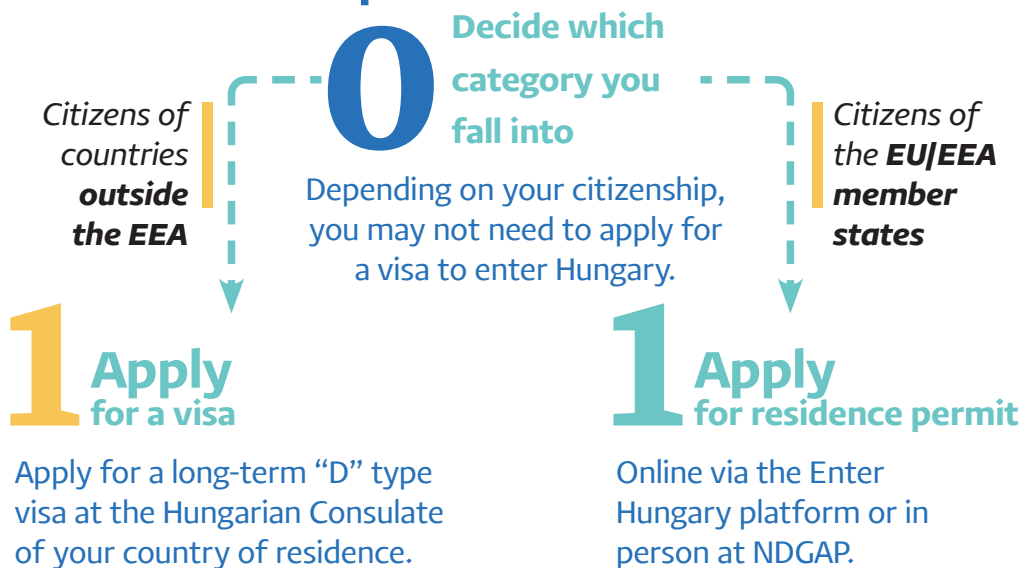 0
Decide which
category you
fall into
Citizens of
countries
outside
the EEA
Citizens of
the EU/EEA
member
states
Depending on your citizenship,
you may not need to apply for
a visa to enter Hungary.
1
Apply
for a visa
Apply for a long-term “D” type
visa at the Hungarian Consulate
of your country of residence.
1
Apply
for residence permit
Online via the Enter
Hungary platform or in
person at NDGAP.